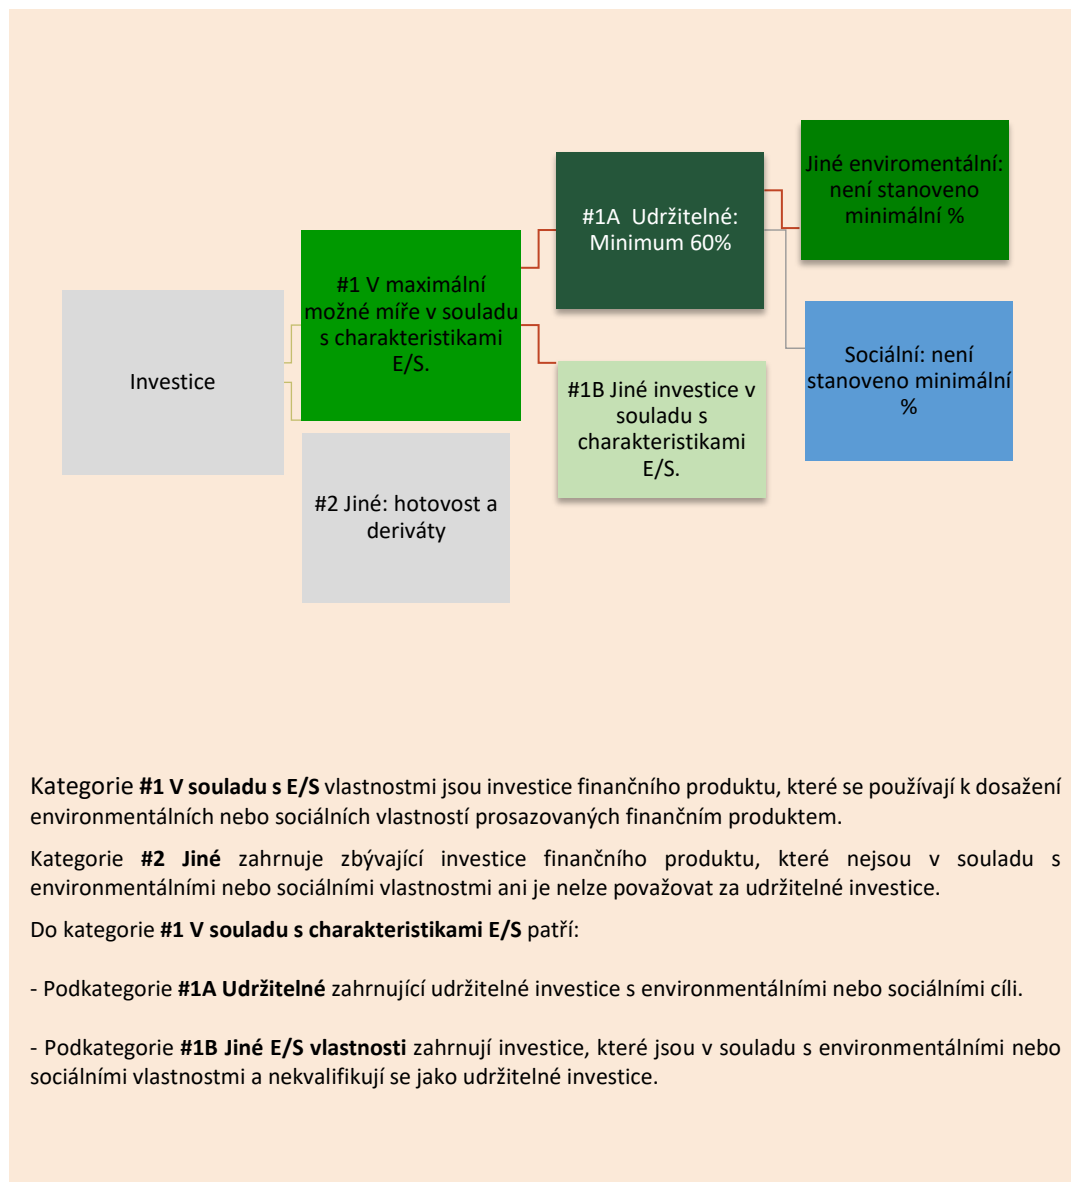 Investice
#1 V maximální
možné míře v souladu
s charakteristikami
E/S.
#2 Jiné: hotovost a
deriváty
#1A  Udržitelné:
Minimum 60%
#1B Jiné investice v
souladu s
charakteristikami
E/S.
Jiné enviromentální:
není stanoveno
minimální %
Sociální: není
stanoveno minimální
%
Kategorie #1 V souladu s E/S vlastnostmi jsou investice finančního produktu, které se používají k dosažení
environmentálních nebo sociálních vlastností prosazovaných finančním produktem.
Kategorie #2 Jiné zahrnuje zbývající investice finančního produktu, které nejsou v souladu s
environmentálními nebo sociálními vlastnostmi ani je nelze považovat za udržitelné investice.
Do kategorie #1 V souladu s charakteristikami E/S patří:
- Podkategorie #1A Udržitelné zahrnující udržitelné investice s environmentálními nebo sociálními cíli.
- Podkategorie #1B Jiné E/S vlastnosti zahrnují investice, které jsou v souladu s environmentálními nebo
sociálními vlastnostmi a nekvalifikují se jako udržitelné investice.